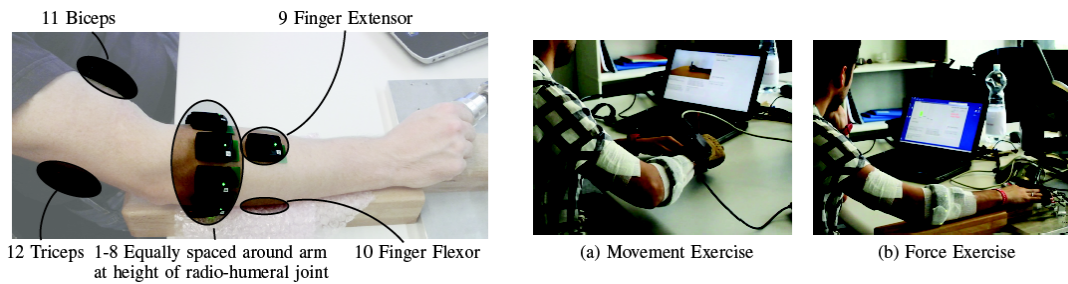 11 Biceps
9 Finger Extensor
12 Triceps
1-8 Equally spaced around arm
at height of radio-humeral joint
10 Finger Flexor
(a) Movement Exercise
(b) Force Exercise